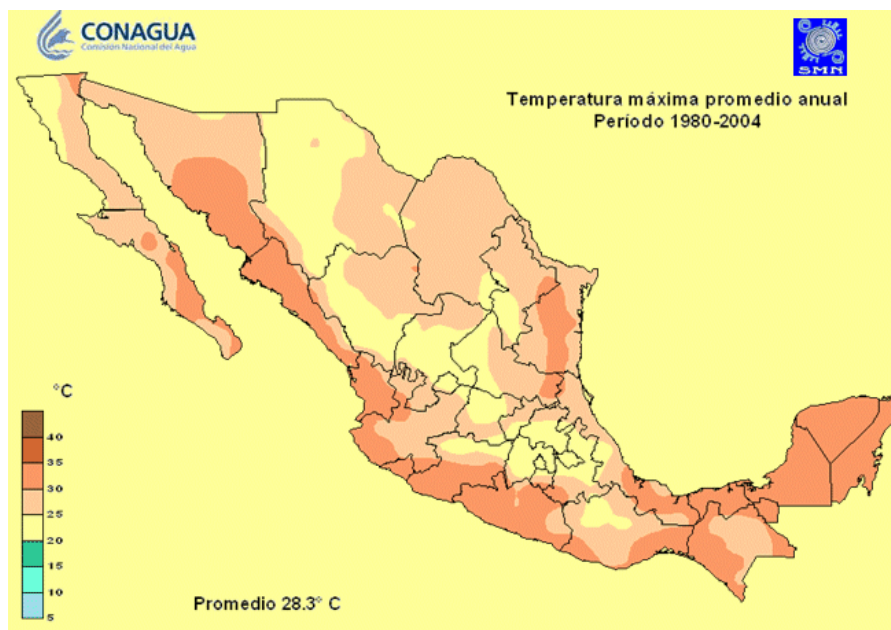 CONAGUA
Comisión Nacional del Agua
SMN
Temperatura máxima promedio anual
Período 1980-2004
°C
40
35
30
25
20
15
10
5
Promedio 28.3° C